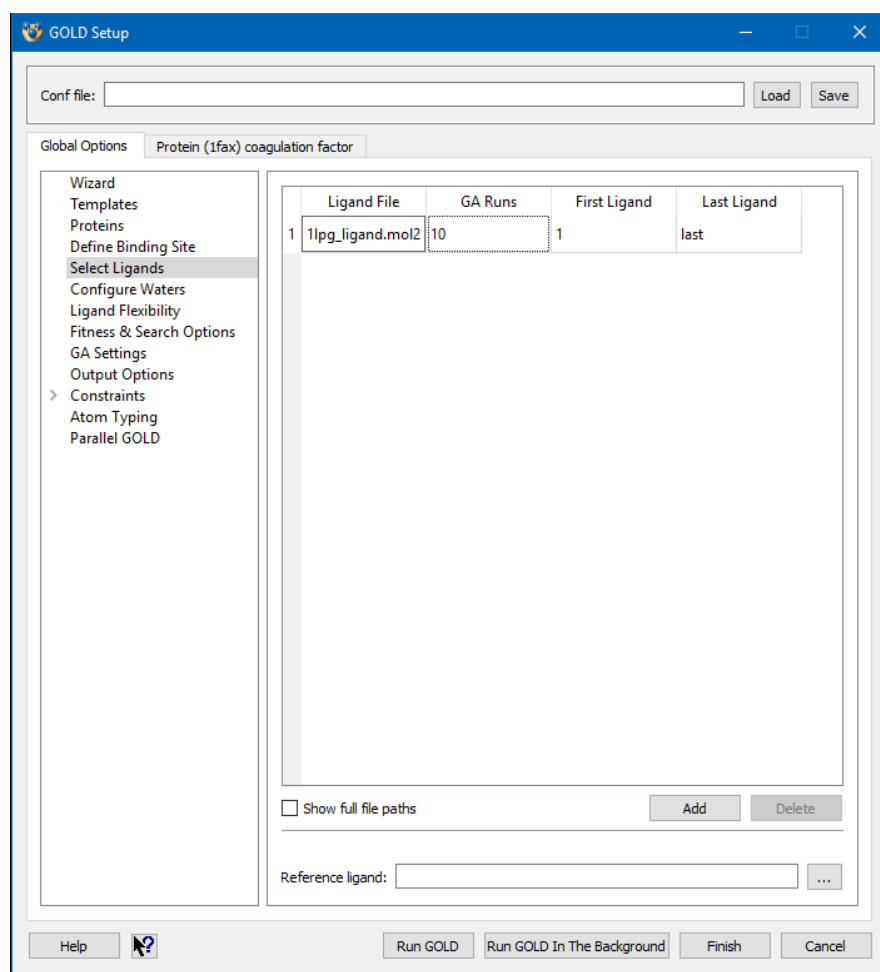 GOLD Setup
Conf file:
Load
Save
Global Options
Protein (1fax) coagulation factor
Wizard
Templates
Proteins
Define Binding Site
Select Ligands
Configure Waters
Ligand Flexibility
Fitness & Search Options
GA Settings
Output Options
Constraints
Atom Typing
Parallel GOLD
Ligand File GA Runs First Ligand Last Ligand
1 1lpg_ligand.mol2 10 1 last
Show full file paths
Add
Delete
Reference ligand:
...
Help
?
Run GOLD
Run GOLD In The Background
Finish
Cancel